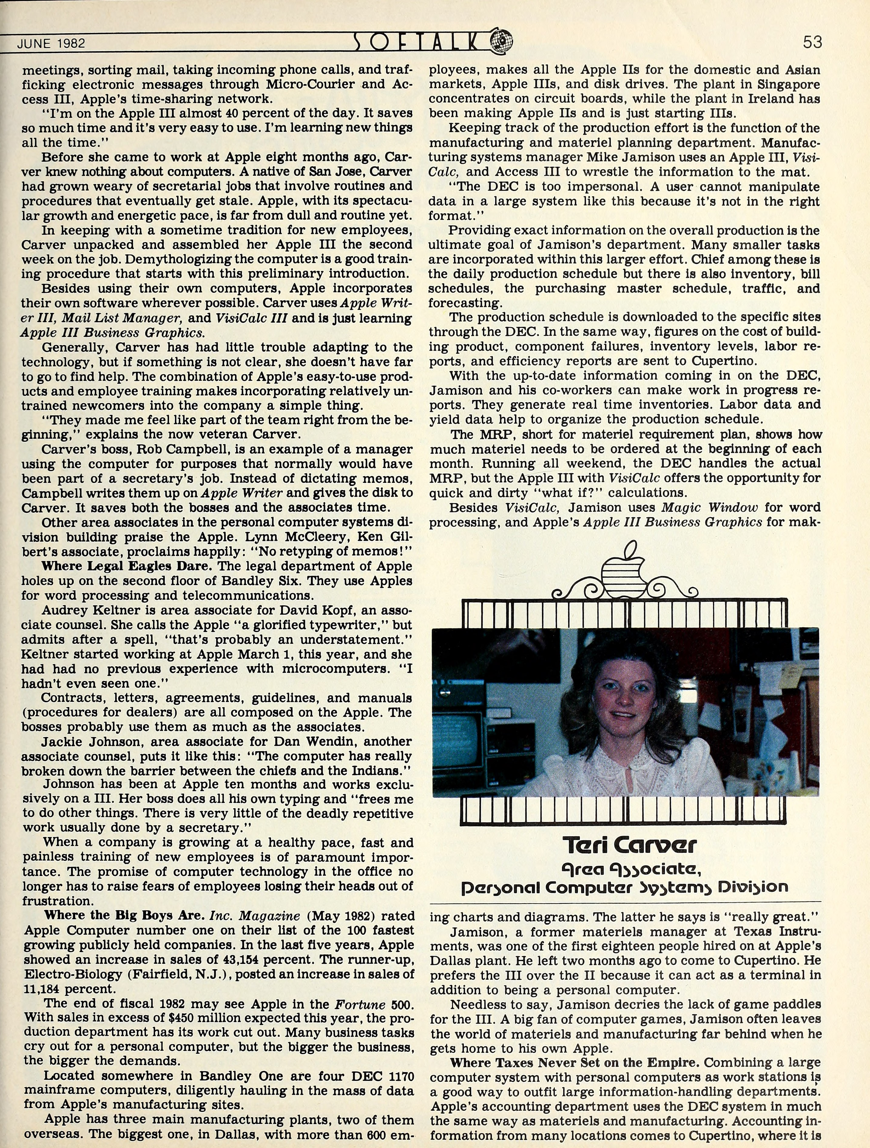 JUNE 1982
SOFTALK
53
meetings, sorting mail, taking incoming phone calls, and traf-
ficking electronic messages through Micro-Courier and Ac-
cess III, Apple's time-sharing network.
"I'm on the Apple III almost 40 percent of the day. It saves
so much time and it's very easy to use. I'm learning new things
all the time."
Before she came to work at Apple eight months ago, Car-
ver knew nothing about computers. A native of San Jose, Carver
had grown weary of secretarial jobs that involve routines and
procedures that eventually get stale. Apple, with its spectacu-
lar growth and energetic pace, is far from dull and routine yet.
In keeping with a sometime tradition for new employees,
Carver unpacked and assembled her Apple III the second
week on the job. Demythologizing the computer is a good train-
ing procedure that starts with this preliminary introduction.
Besides using their own computers, Apple incorporates
their own software wherever possible. Carver uses Apple Writ-
er III, Mail List Manager, and VisiCalc III and is just learning
Apple III Business Graphics.
Generally, Carver has had little trouble adapting to the
technology, but if something is not clear, she doesn't have far
to go to find help. The combination of Apple's easy-to-use prod-
ucts and employee training makes incorporating relatively un-
trained newcomers into the company a simple thing.
"They made me feel like part of the team right from the be-
ginning," explains the now veteran Carver.
Carver's boss, Rob Campbell, is an example of a manager
using the computer for purposes that normally would have
been part of a secretary's job. Instead of dictating memos,
Campbell writes them up on Apple Writer and gives the disk to
Carver. It saves both the bosses and the associates time.
Other area associates in the personal computer systems di-
vision building praise the Apple. Lynn McCleery, Ken Gil-
bert's associate, proclaims happily: "No retyping of memos!"
Where Legal Eagles Dare. The legal department of Apple
holes up on the second floor of Bandley Six. They use Apples
for word processing and telecommunications.
Audrey Keltner is area associate for David Kopf, an asso-
ciate counsel. She calls the Apple "a glorified typewriter," but
admits after a spell, "that's probably an understatement."
Keltner started working at Apple March 1, this year, and she
had had no previous experience with microcomputers. "I
hadn't even seen one."
Contracts, letters, agreements, guidelines, and manuals
(procedures for dealers) are all composed on the Apple. The
bosses probably use them as much as the associates.
Jackie Johnson, area associate for Dan Wendin, another
associate counsel, puts it like this: "The computer has really
broken down the barrier between the chiefs and the Indians."
Johnson has been at Apple ten months and works exclu-
sively on a III. Her boss does all his own typing and "frees me
to do other things. There is very little of the deadly repetitive
work usually done by a secretary."
When a company is growing at a healthy pace, fast and
painless training of new employees is of paramount impor-
tance. The promise of computer technology in the office no
longer has to raise fears of employees losing their heads out of
frustration.
Where the Big Boys Are. Inc. Magazine (May 1982) rated
Apple Computer number one on their list of the 100 fastest
growing publicly held companies. In the last five years, Apple
showed an increase in sales of 43,154 percent. The runner-up,
Electro-Biology (Fairfield, N.J.), posted an increase in sales of
11,184 percent.
The end of fiscal 1982 may see Apple in the Fortune 500.
With sales in excess of $450 million expected this year, the pro-
duction department has its work cut out. Many business tasks
cry out for a personal computer, but the bigger the business,
the bigger the demands.
Located somewhere in Bandley One are four DEC 1170
mainframe computers, diligently hauling in the mass of data
from Apple's manufacturing sites.
Apple has three main manufacturing plants, two of them
overseas. The biggest one, in Dallas, with more than 600 em-
ployees, makes all the Apple IIs for the domestic and Asian
markets, Apple IIIs, and disk drives. The plant in Singapore
concentrates on circuit boards, while the plant in Ireland has
been making Apple IIs and is just starting IIIs.
Keeping track of the production effort is the function of the
manufacturing and materiel planning department. Manufac-
turing systems manager Mike Jamison uses an Apple III, Visi-
Calc, and Access III to wrestle the information to the mat.
"The DEC is too impersonal. A user cannot manipulate
data in a large system like this because it's not in the right
format."
Providing exact information on the overall production is the
ultimate goal of Jamison's department. Many smaller tasks
are incorporated within this larger effort. Chief among these is
the daily production schedule but there is also inventory, bill
schedules, the purchasing master schedule, traffic, and
forecasting.
The production schedule is downloaded to the specific sites
through the DEC. In the same way, figures on the cost of build-
ing product, component failures, inventory levels, labor re-
ports, and efficiency reports are sent to Cupertino.
With the up-to-date information coming in on the DEC,
Jamison and his co-workers can make work in progress re-
ports. They generate real time inventories. Labor data and
yield data help to organize the production schedule.
The MRP, short for materiel requirement plan, shows how
much materiel needs to be ordered at the beginning of each
month. Running all weekend, the DEC handles the actual
MRP, but the Apple III with VisiCalc offers the opportunity for
quick and dirty "what if?" calculations.
Besides VisiCalc, Jamison uses Magic Window for word
processing, and Apple's Apple III Business Graphics for mak-
Teri Carver
Area Associate,
Personal Computer Systems Division
ing charts and diagrams. The latter he says is "really great."
Jamison, a former materiels manager at Texas Instru-
ments, was one of the first eighteen people hired on at Apple's
Dallas plant. He left two months ago to come to Cupertino. He
prefers the III over the II because it can act as a terminal in
addition to being a personal computer.
Needless to say, Jamison decries the lack of game paddles
for the III. A big fan of computer games, Jamison often leaves
the world of materiels and manufacturing far behind when he
gets home to his own Apple.
Where Taxes Never Set on the Empire. Combining a large
computer system with personal computers as work stations is
a good way to outfit large information-handling departments.
Apple's accounting department uses the DEC system in much
the same way as materiels and manufacturing. Accounting in-
formation from many locations comes to Cupertino, where it is